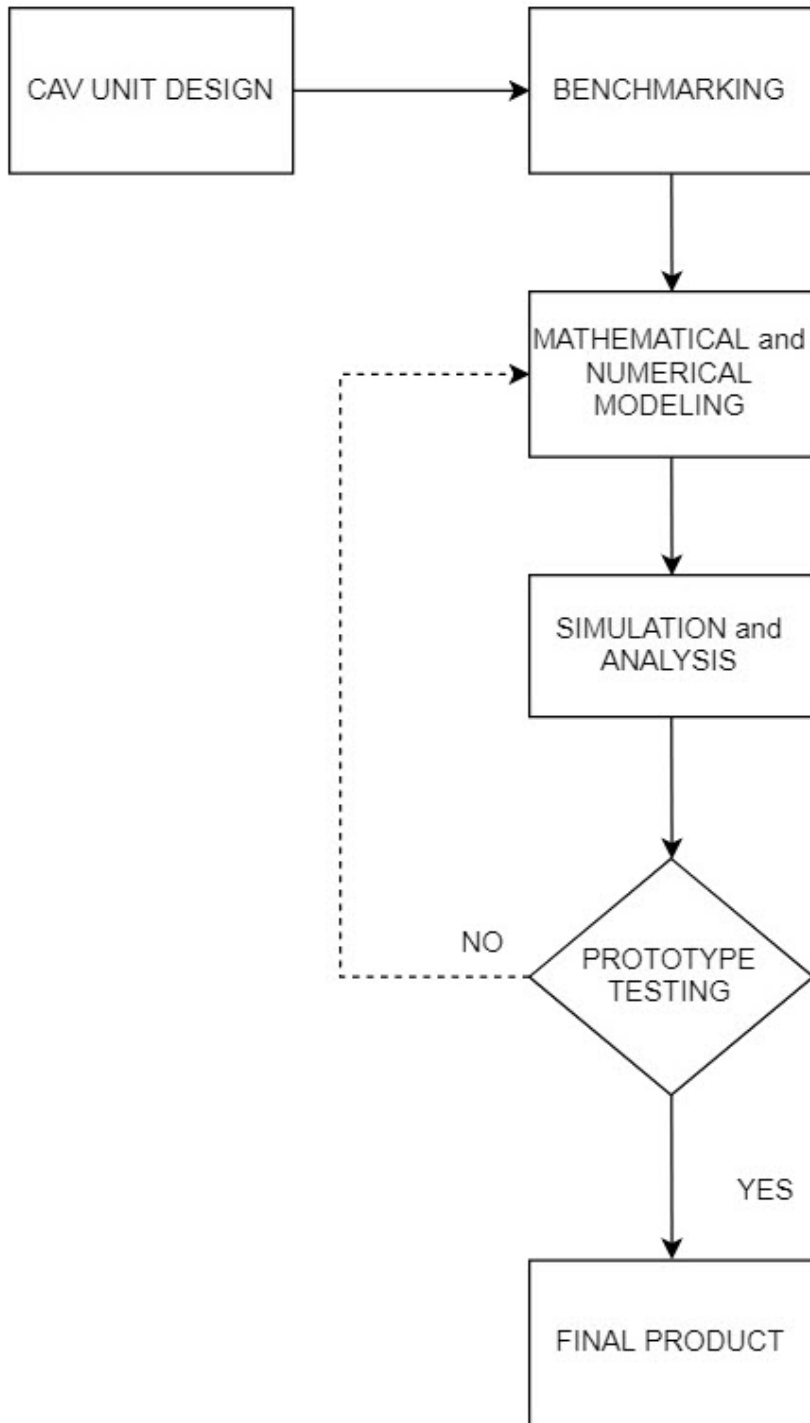 CAV UNIT DESIGN
BENCHMARKING
MATHEMATICAL and
NUMERICAL
MODELING
SIMULATION and
ANALYSIS
NO
PROTOTYPE
TESTING
YES
FINAL PRODUCT